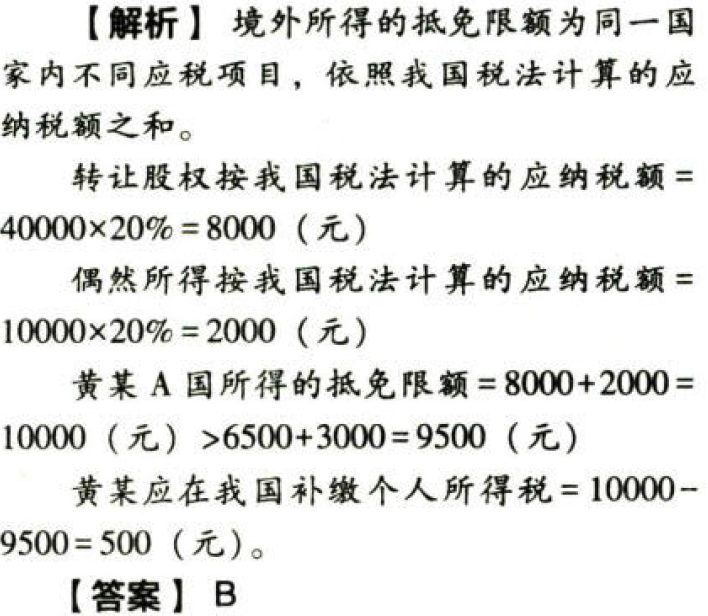 【解析】 境外所得的抵免限额为同一国
家内不同应税项目，依照我国税法计算的应
纳税额之和。
转让股权按我国税法计算的应纳税额=
40000×20%=8000（元）
偶然所得按我国税法计算的应纳税额=
10000×20%=2000（元）
黄某 A 国所得的抵免限额=8000+2000=
10000（元）>6500+3000=9500（元）
黄某应在我国补缴个人所得税=10000-
9500=500（元）。
【答案】 B